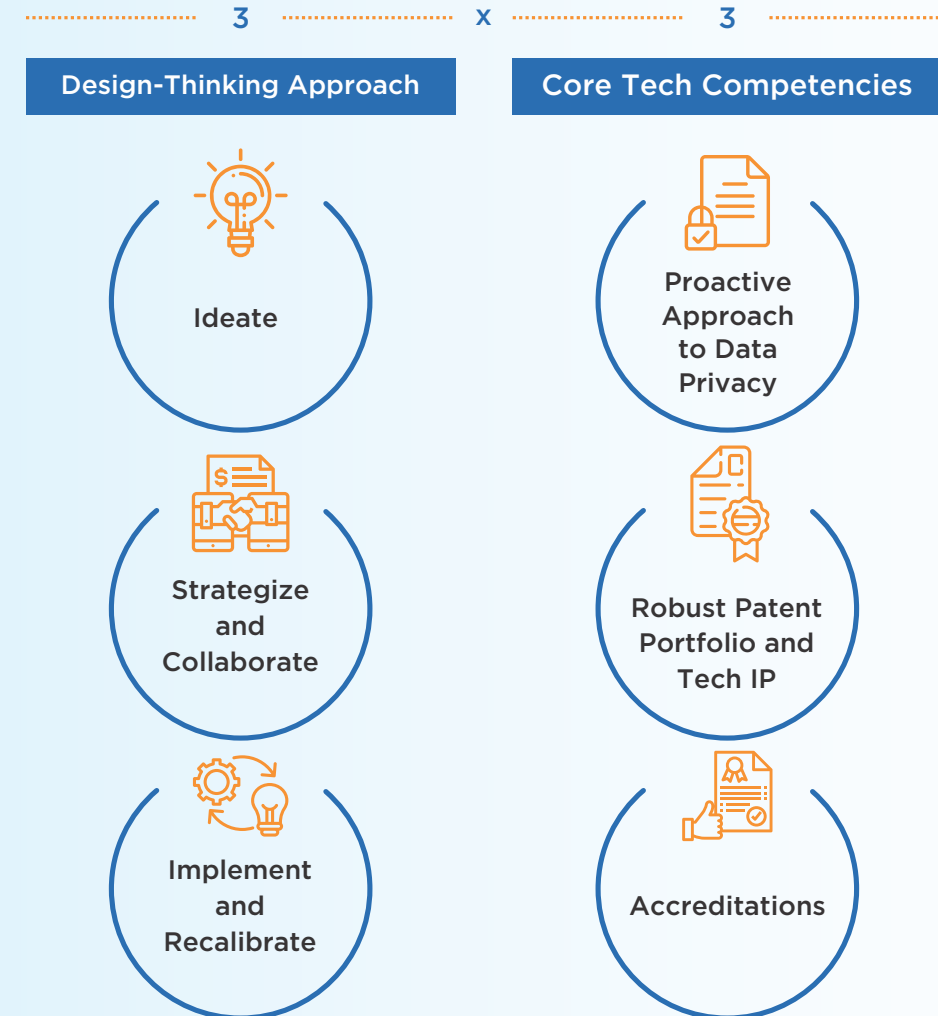 3 x 3
Design-Thinking Approach
Ideate
$
Strategize
and
Collaborate
Implement
and
Recalibrate
Core Tech Competencies
Proactive
Approach
to Data
Privacy
C
Robust Patent
Portfolio and
Tech IP
Accreditations